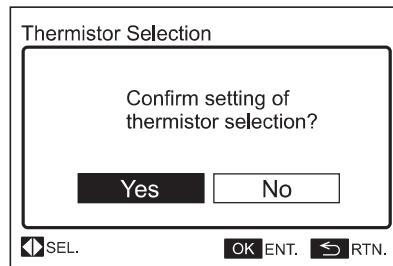 Thermistor Selection
Confirm setting of
thermistor selection?
Yes No
SEL. OK ENT. RTN.